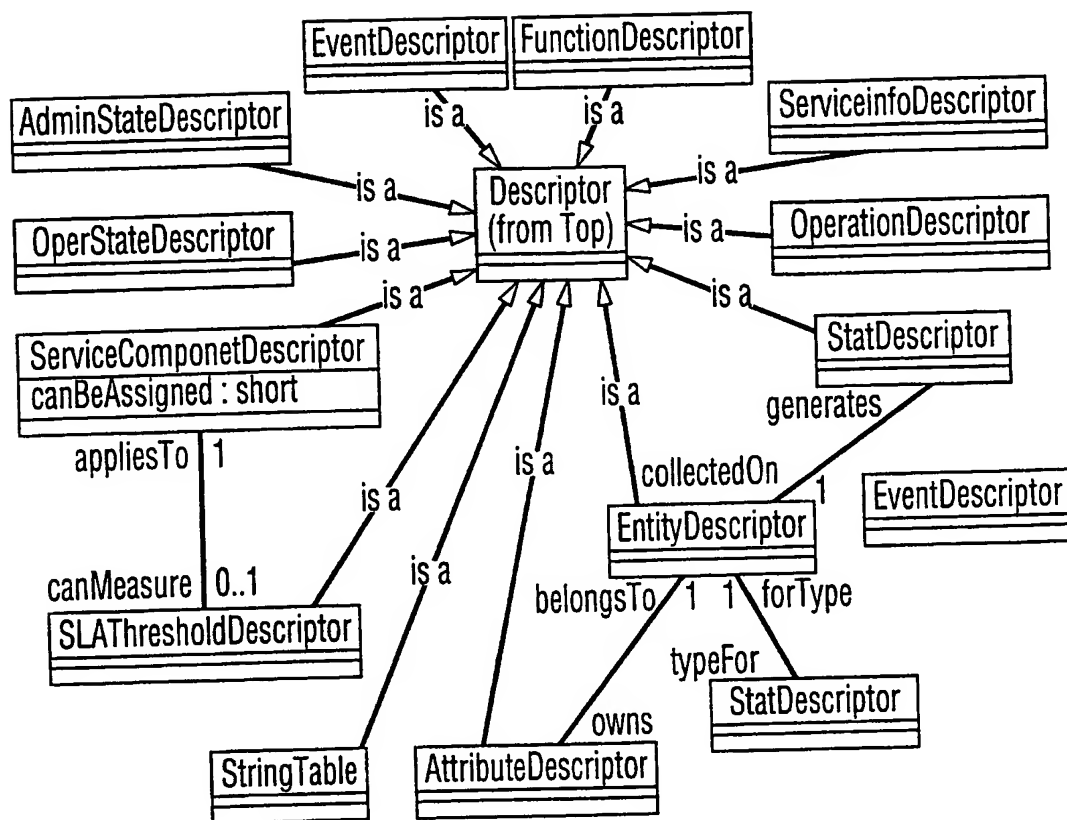 EventDescriptor
FunctionDescriptor
is a
is a
AdminStateDescriptor
ServiceinfoDescriptor
is a
Descriptor
(from Top)
is a
OperStateDescriptor
is a
is a
OperationDescriptor
is a
is a
ServiceComponetDescriptor
canBeAssigned : short
StatDescriptor
is a
generates
appliesTo 1
is a
is a
collectedOn
1
EventDescriptor
EntityDescriptor
is a
canMeasure 0..1
belongsTo 1
1 forType
SLAThresholdDescriptor
typeFor
StatDescriptor
owns
StringTable
AttributeDescriptor